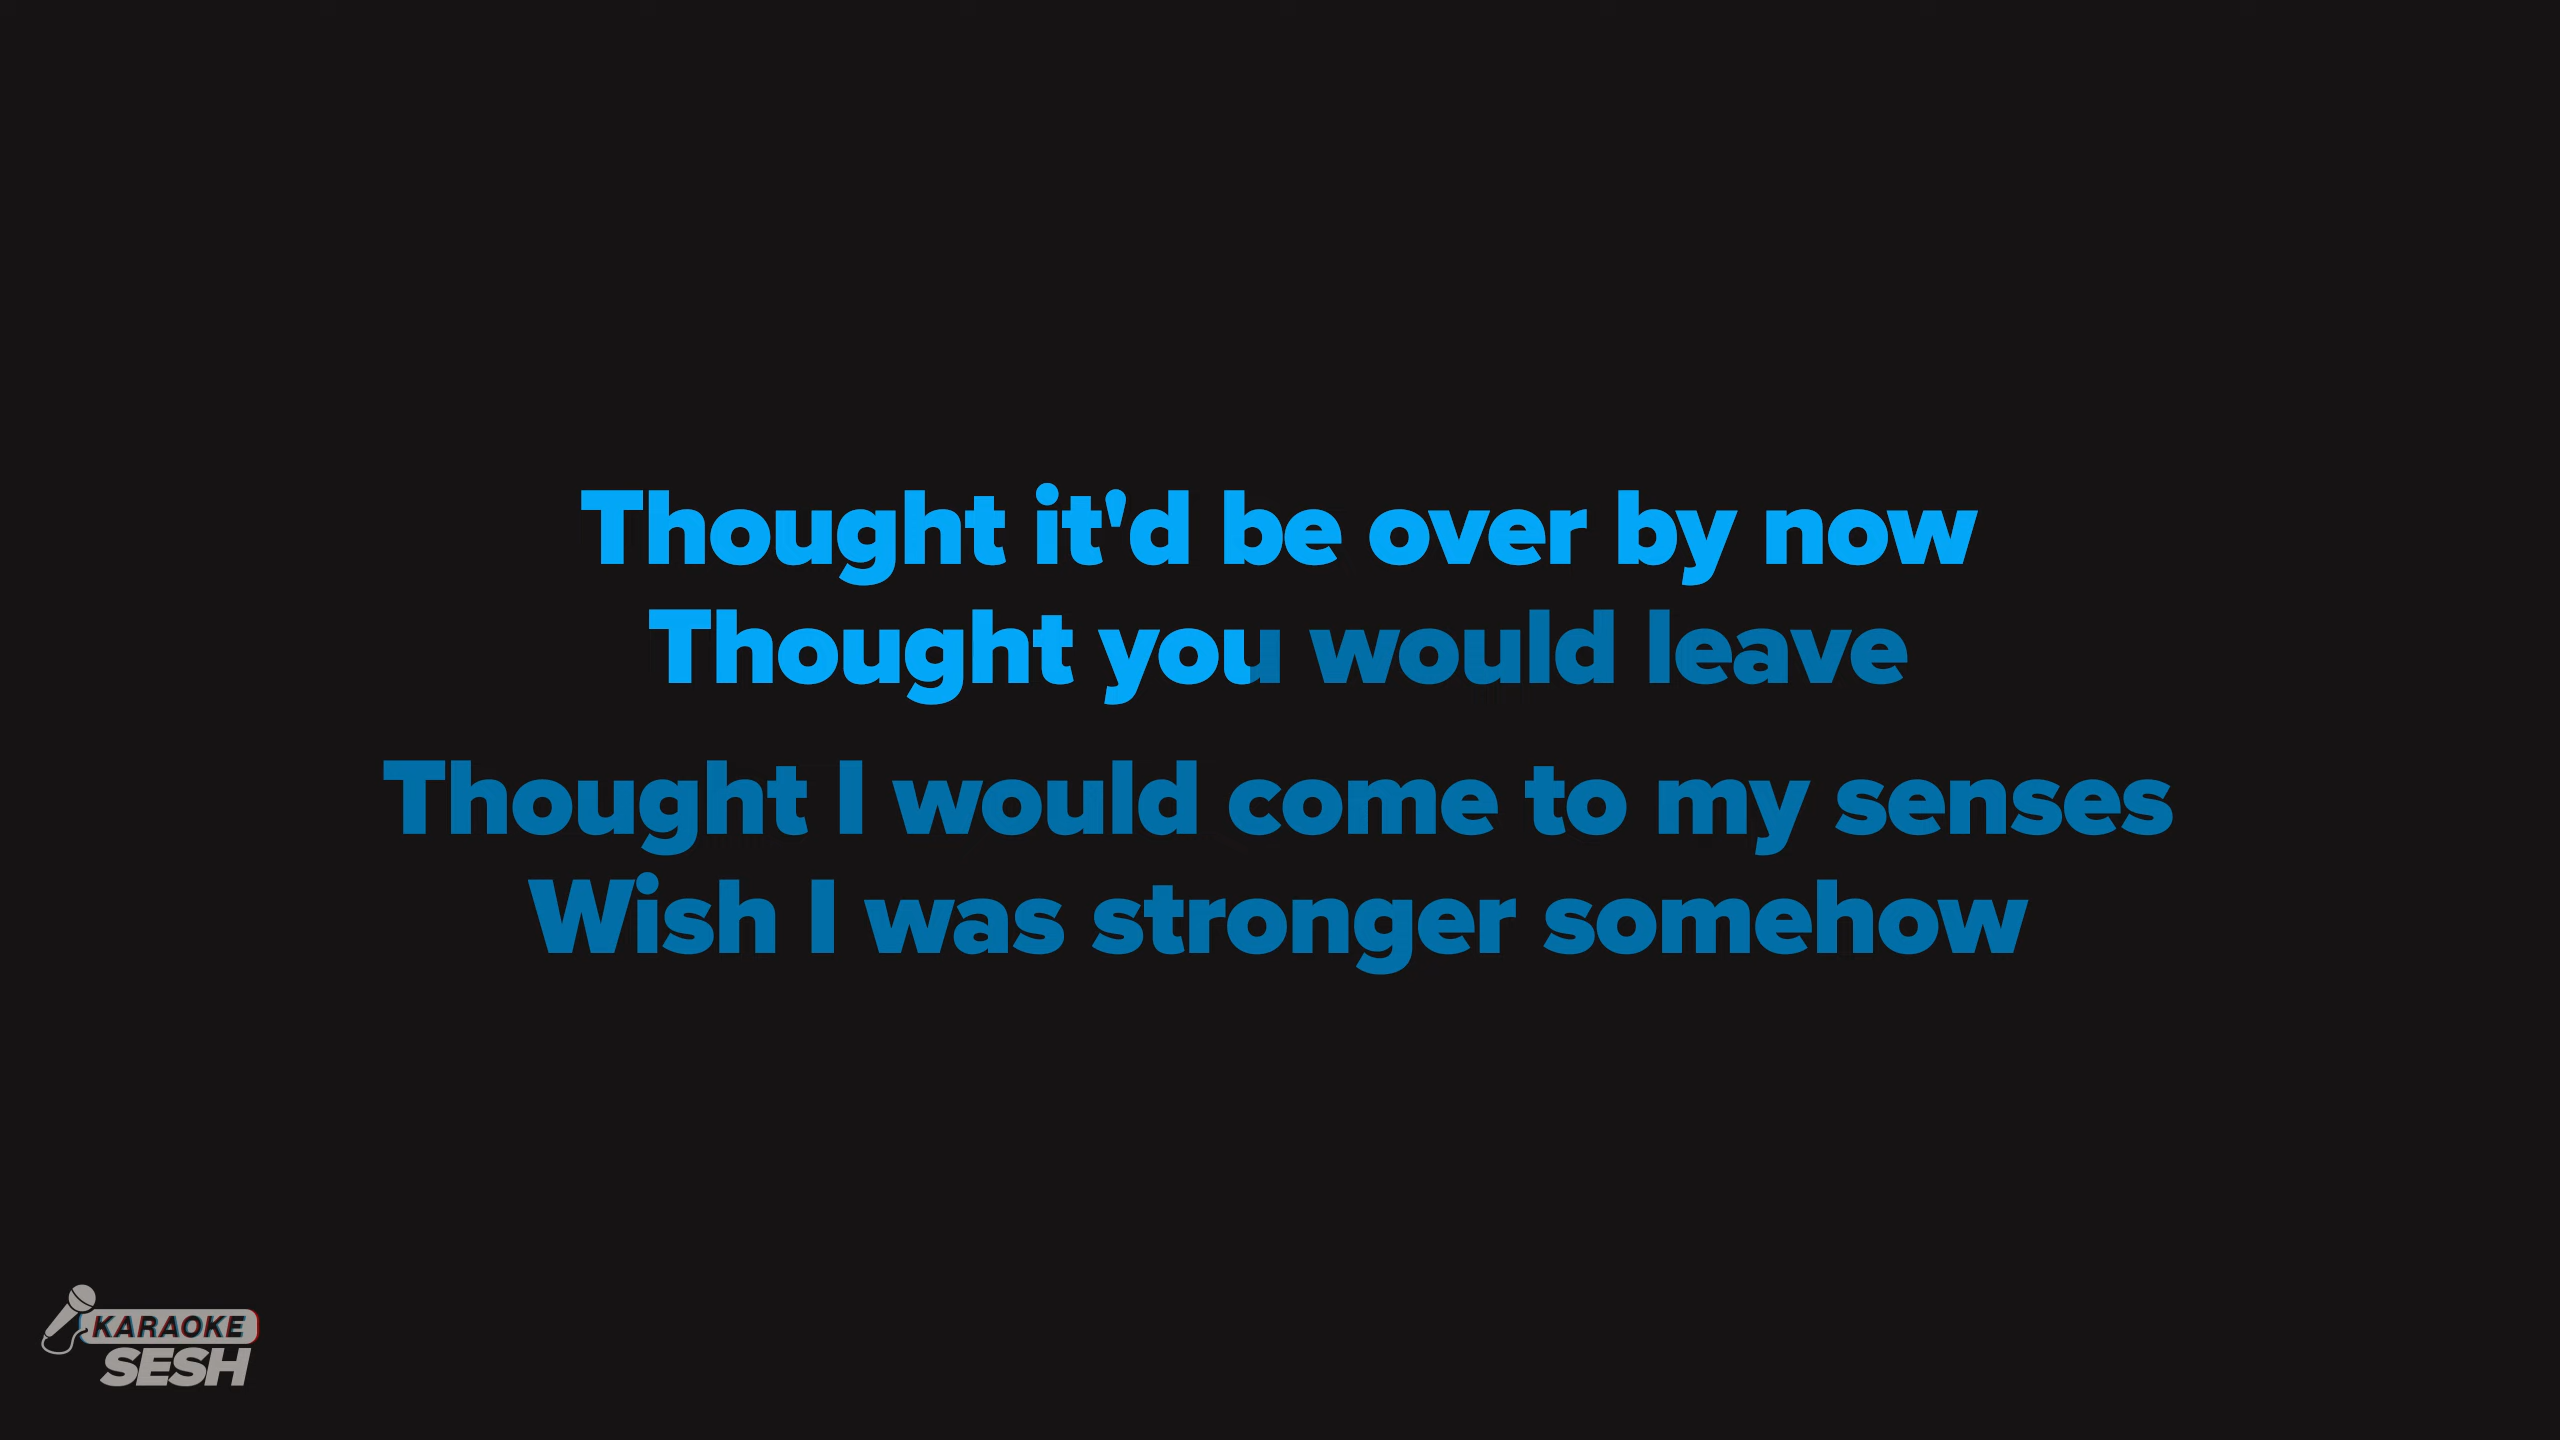 Thought it'd be over by now
Thought you would leave
Thought I would come to my senses
Wish I was stronger somehow
KARAOKE
SESH